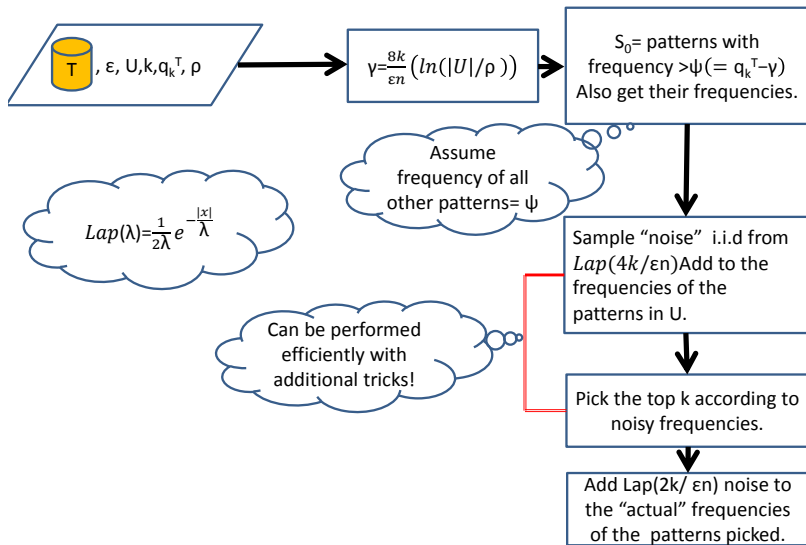 T , ε, U,k,qₖᵀ, ρ
γ=8k/εn (ln(|U|/ρ ))
S₀= patterns with
frequency >ψ(= qₖᵀ−γ)
Also get their frequencies.
Assume
frequency of all
other patterns= ψ
Lap(λ)=1/2λ e^−|x|/λ
Sample “noise” i.i.d from
Lap(4k/εn)Add to the
frequencies of the
patterns in U.
Can be performed
efficiently with
additional tricks!
Pick the top k according to
noisy frequencies.
Add Lap(2k/ εn) noise to
the “actual” frequencies
of the patterns picked.